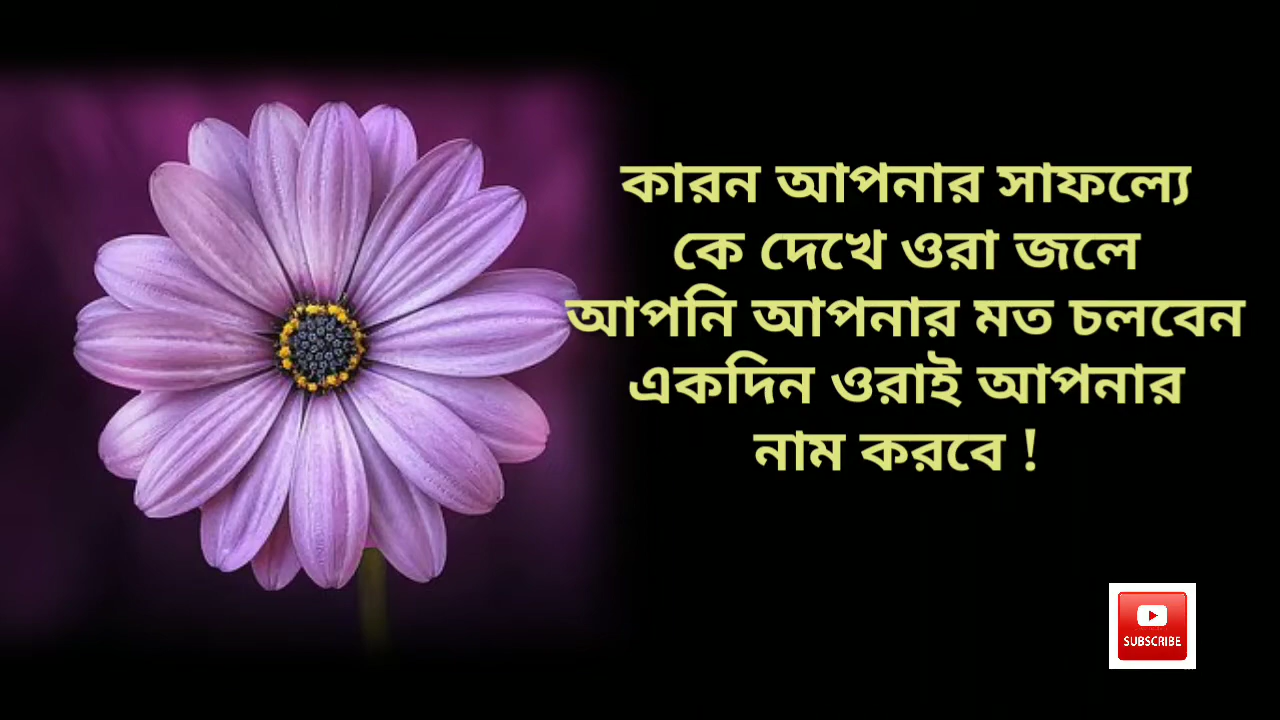 কারন আপনার সাফল্যে
কে দেখে ওরা জলে
আপনি আপনার মত চলবেন
একদিন ওরাই আপনার
নাম করবে !
SUBSCRIBE